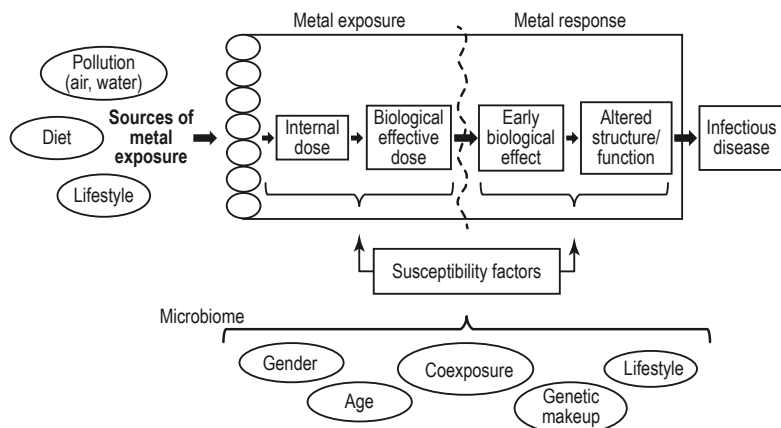 Metal exposure
Metal response
Pollution
(air, water)
Diet
Lifestyle
Sources of
metal
exposure
Internal
dose
Biological
effective
dose
Early
biological
effect
Altered
structure/
function
Infectious
disease
Susceptibility factors
Microbiome
Gender
Age
Coexposure
Genetic
makeup
Lifestyle